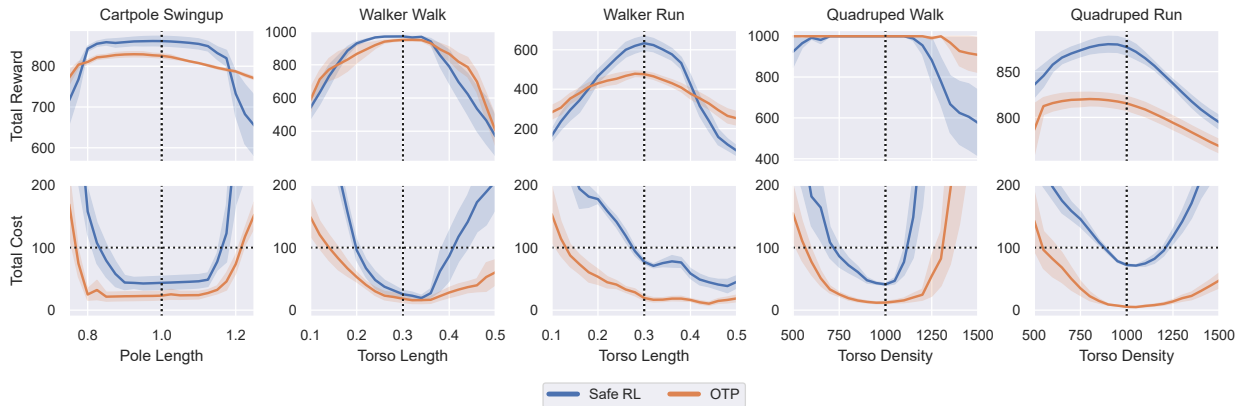 Cartpole Swingup
Walker Walk
Walker Run
Quadruped Walk
Quadruped Run
Total Reward
800
700
600
1000
800
600
400
600
400
200
1000
800
600
400
850
800
Total Cost
200
100
0
200
100
0
200
100
0
200
100
0
200
100
0
0.8 1.0 1.2
0.1 0.2 0.3 0.4 0.5
0.1 0.2 0.3 0.4 0.5
500 750 1000 1250 1500
500 750 1000 1250 1500
Pole Length
Torso Length
Torso Length
Torso Density
Torso Density
Safe RL OTP